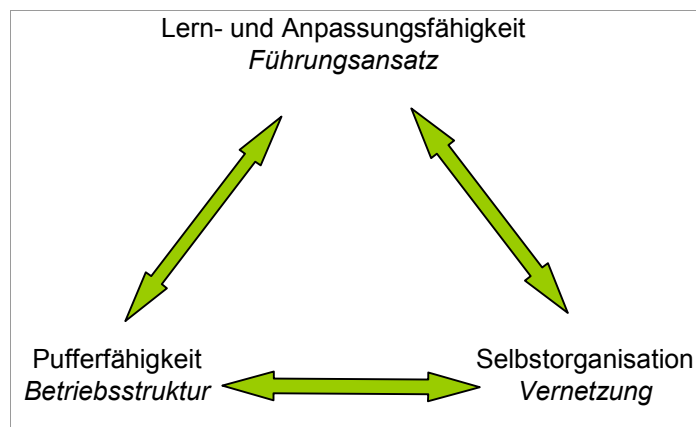 Lern- und Anpassungsfähigkeit
Führungsansatz
Pufferfähigkeit
Betriebsstruktur
Selbstorganisation
Vernetzung